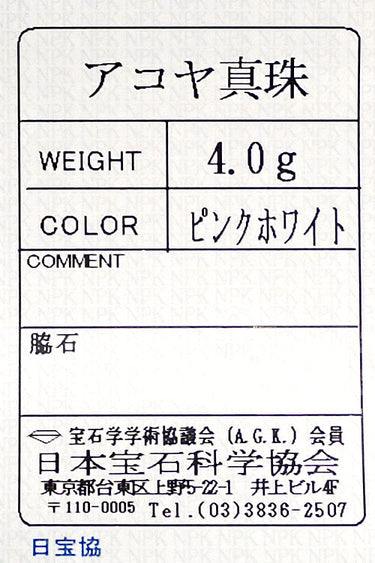 アコヤ真珠
WEIGHT 4.0g
COLOR ピンクホワイト
COMMENT
脇石
宝石学学術協議会 (A.G.K.) 会員
日本宝石科学協会
東京都台東区上野5-22-1 井上ビル4F
〒110-0005 Tel.(03)3836-2507
日宝協